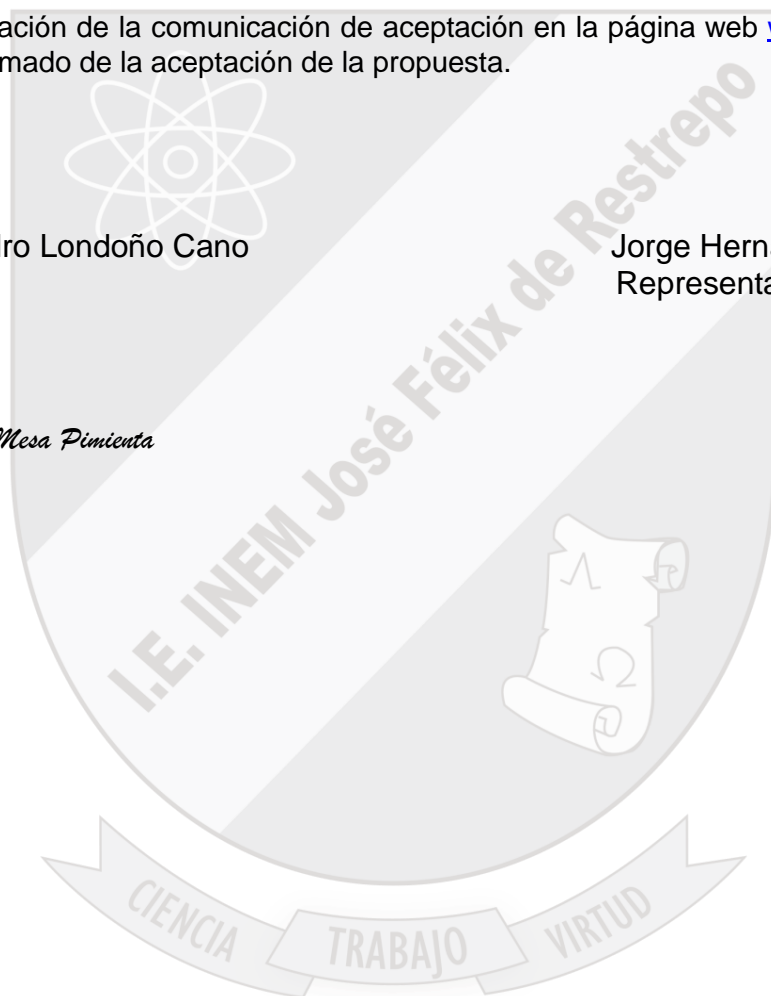 ación de la comunicación de aceptación en la página web
mado de la aceptación de la propuesta.
dro Londoño Cano
Jorge Hern
Representa
Mesa Pimienta
I.E. INEM José Félix de Restrepo
CIENCIA TRABAJO VIRTUD